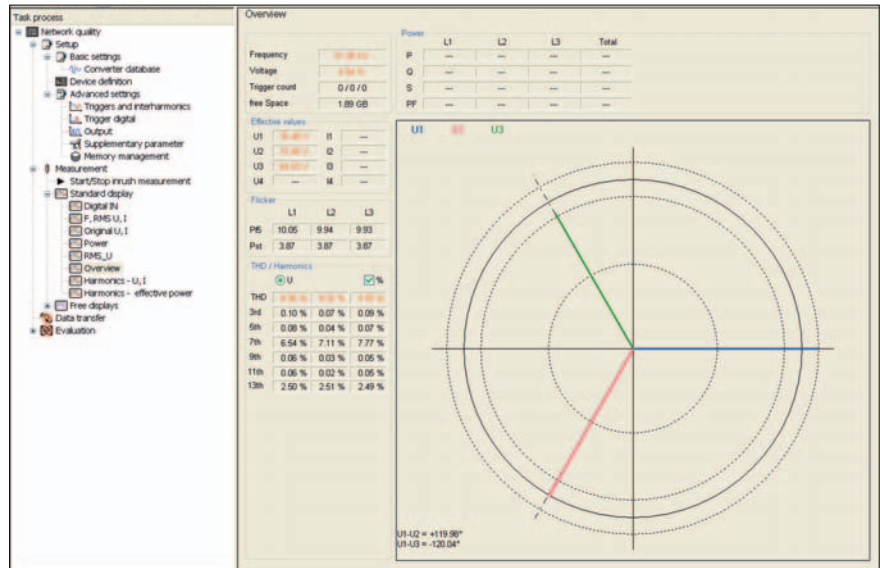 Task process
Network quality
Setup
Basic settings
Converter database
Device definition
Advanced settings
Triggers and interharmonics
Trigger digital
Output
Supplementary parameter
Memory management
Measurement
Start/Stop inrush measurement
Standard display
Digital IN
F, RMS U, I
Original U, I
Power
RMS_U
Overview
Harmonics - U, I
Harmonics - effective power
Free displays
Data transfer
Evaluation
Overview
Frequency
Voltage
Trigger count 0 / 0 / 0
free Space 1.89 GB
Effective values
U1 I1 ---
U2 I2 ---
U3 I3 ---
U4 --- I4 ---
Flicker
L1 L2 L3
Pf5 10.05 9.94 9.93
Pst 3.87 3.87 3.87
THD / Harmonics
U %
THD
3rd 0.10 % 0.07 % 0.09 %
5th 0.08 % 0.04 % 0.07 %
7th 6.54 % 7.11 % 7.77 %
9th 0.06 % 0.03 % 0.05 %
11th 0.06 % 0.02 % 0.05 %
13th 2.50 % 2.51 % 2.49 %
Power
L1 L2 L3 Total
P --- --- --- ---
Q --- --- --- ---
S --- --- --- ---
PF --- --- --- ---
U1 U3
U1-U2 = +119.98°
U1-U3 = -120.04°